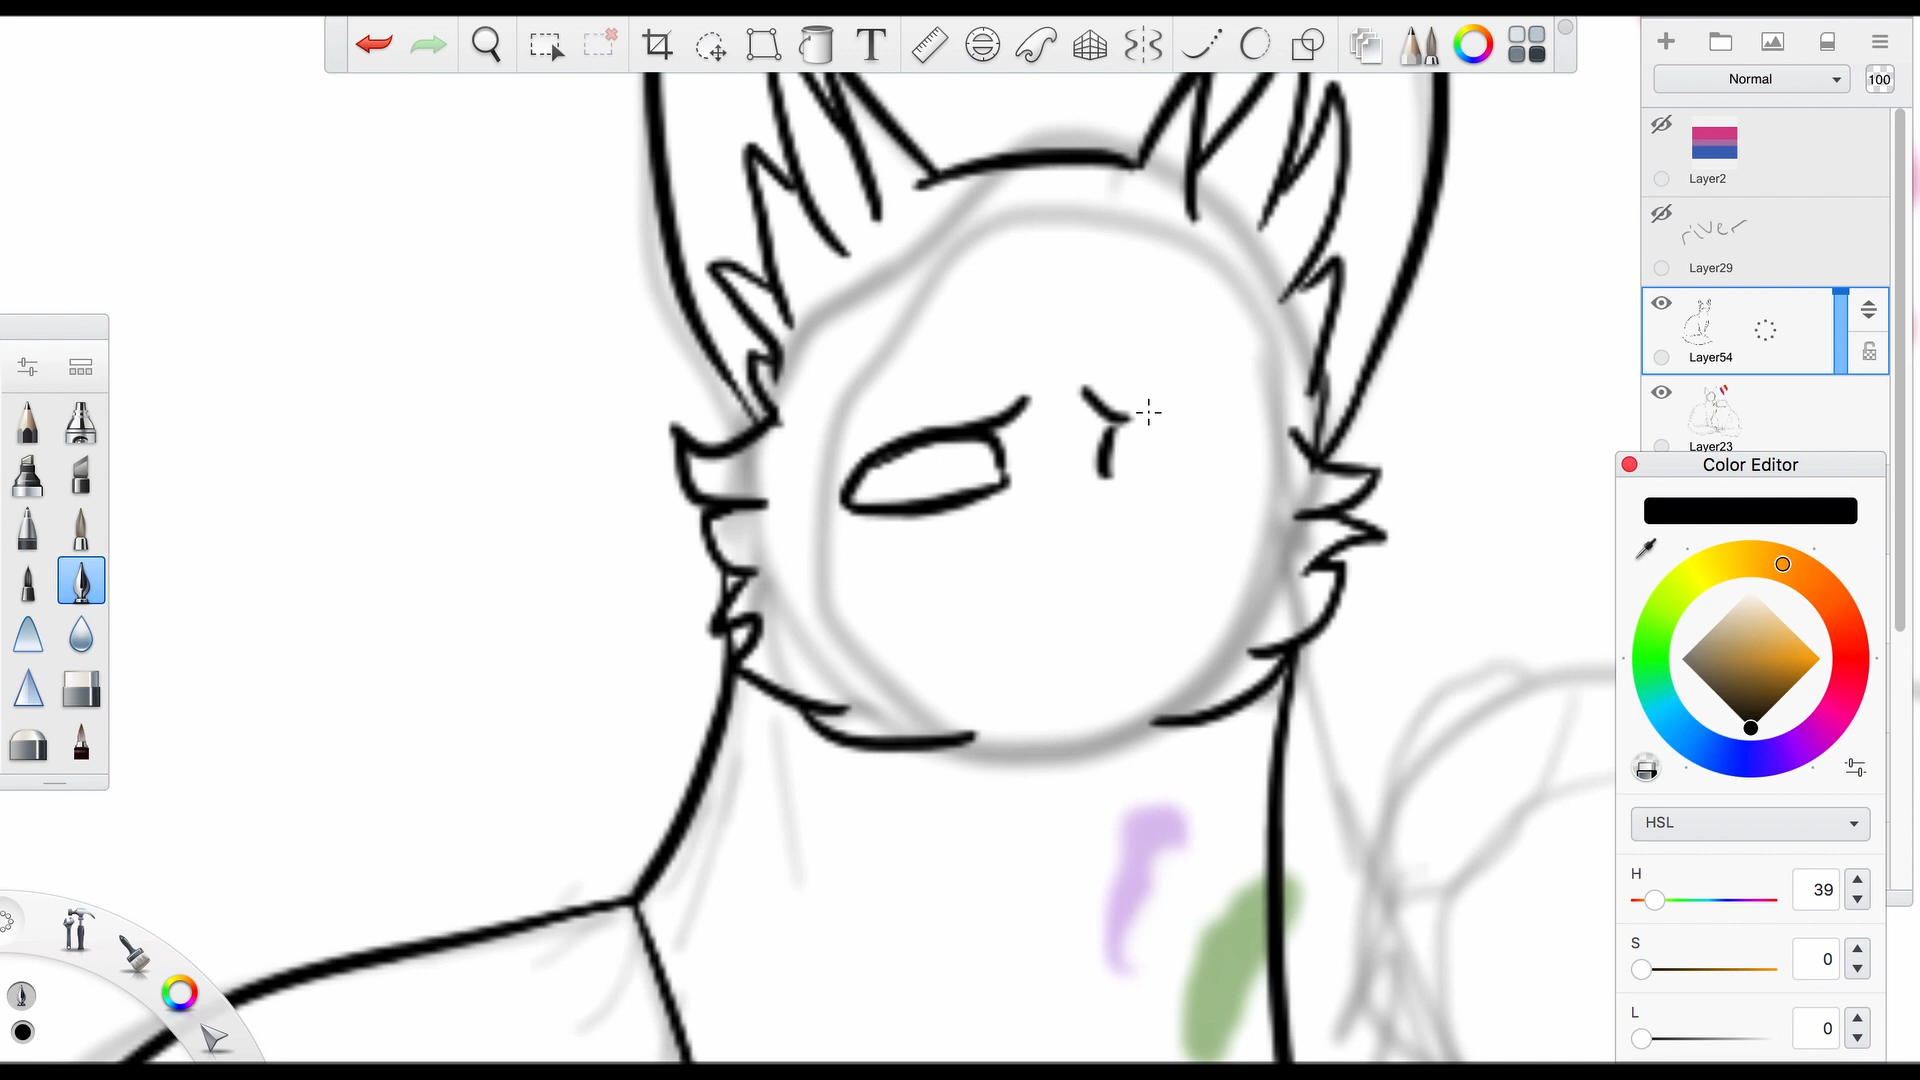 T
Normal
100
Layer2
river
Layer29
Layer54
Layer23
Color Editor
HSL
H
39
S
0
L
0